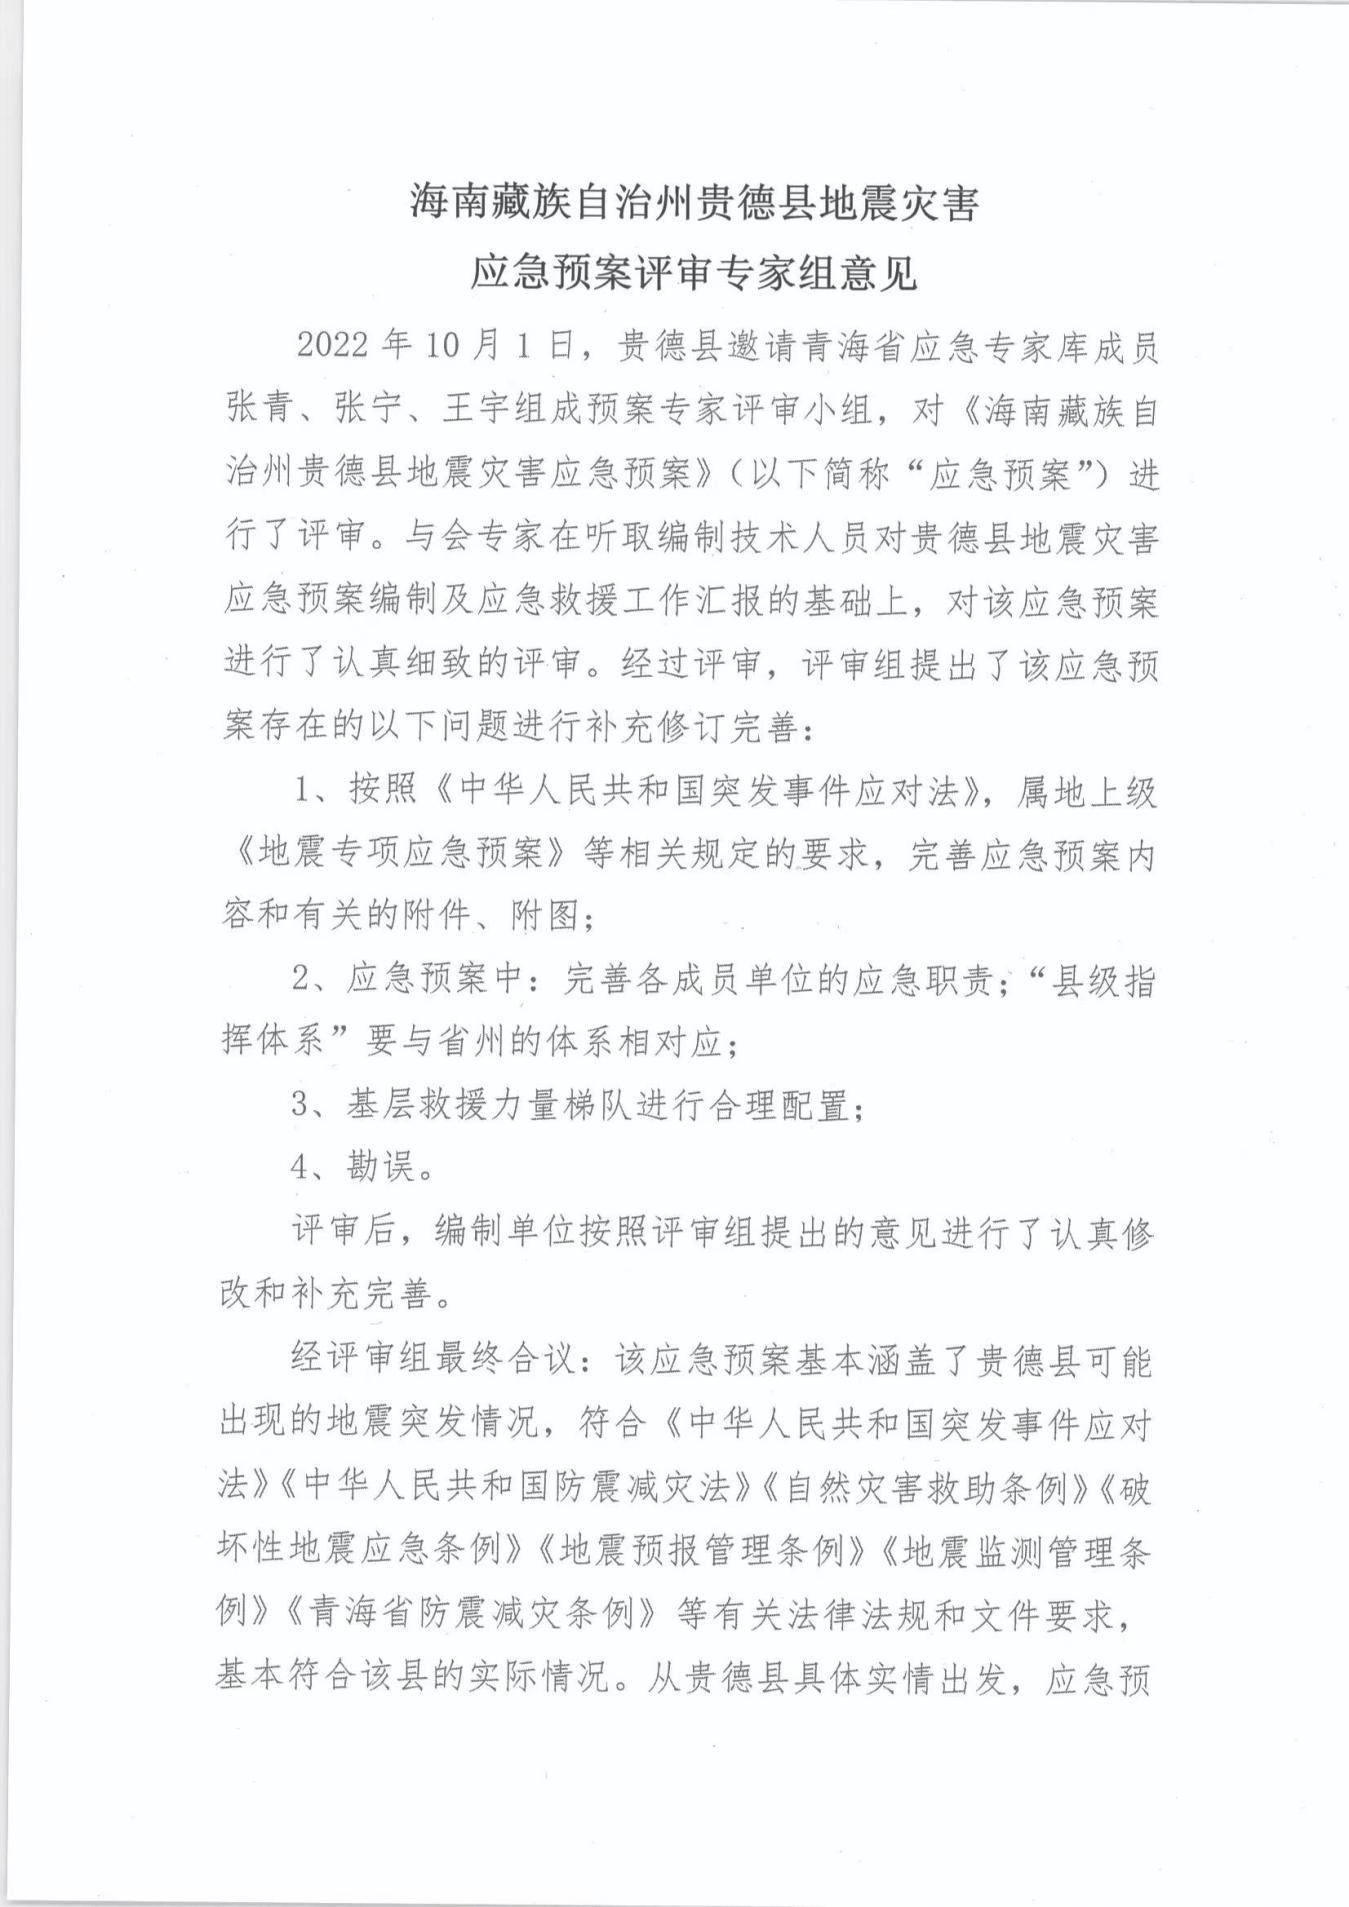 海南藏族自治州贵德县地震灾害
应急预案评审专家组意见
2022 年 10 月 1 日，贵德县邀请青海省应急专家库成员
张青、张宁、王宇组成预案专家评审小组，对《海南藏族自
治州贵德县地震灾害应急预案》（以下简称“应急预案”）进
行了评审。与会专家在听取编制技术人员对贵德县地震灾害
应急预案编制及应急救援工作汇报的基础上，对该应急预案
进行了认真细致的评审。经过评审，评审组提出了该应急预
案存在的以下问题进行补充修订完善：
1、按照《中华人民共和国突发事件应对法》，属地上级
《地震专项应急预案》等相关规定的要求，完善应急预案内
容和有关的附件、附图；
2、应急预案中：完善各成员单位的应急职责；“县级指
挥体系”要与省州的体系相对应；
3、基层救援力量梯队进行合理配置；
4、勘误。
评审后，编制单位按照评审组提出的意见进行了认真修
改和补充完善。
经评审组最终合议：该应急预案基本涵盖了贵德县可能
出现的地震突发情况，符合《中华人民共和国突发事件应对
法》《中华人民共和国防震减灾法》《自然灾害救助条例》《破
坏性地震应急条例》《地震预报管理条例》《地震监测管理条
例》《青海省防震减灾条例》等有关法律法规和文件要求，
基本符合该县的实际情况。从贵德县具体实情出发，应急预